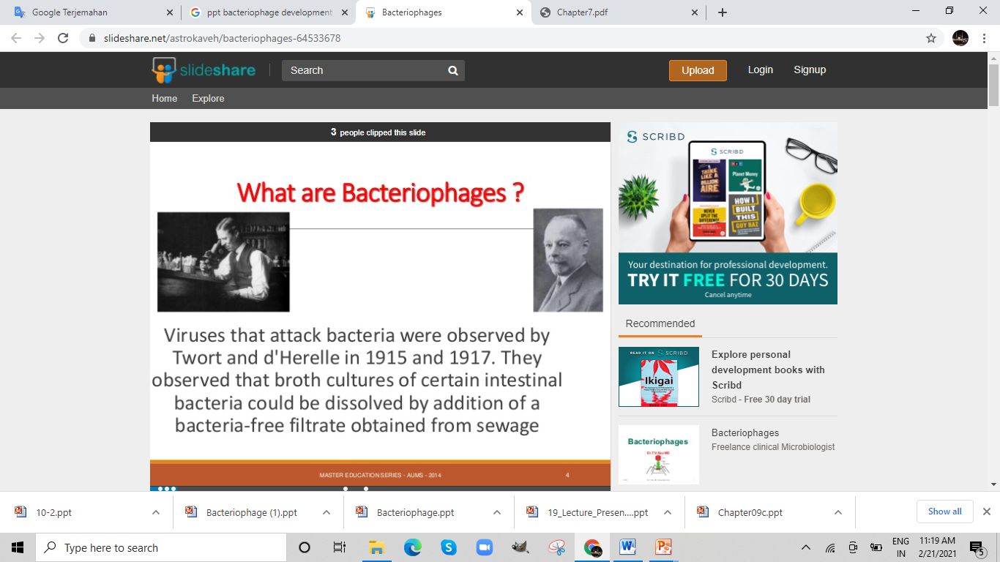 Google Terjemahan
ppt bacteriophage development
Bacteriophages
Chapter7.pdf
slideshare.net/astrokaveh/bacteriophages-64533678
slideshare
Search
Upload
Login
Signup
Home
Explore
3 people clipped this slide
What are Bacteriophages ?
Viruses that attack bacteria were observed by
Twort and d'Herelle in 1915 and 1917. They
observed that broth cultures of certain intestinal
bacteria could be dissolved by addition of a
bacteria-free filtrate obtained from sewage
MASTER EDUCATION SERIES - AUMS - 2014
4
SCRIBD
SCRIBD
THINK
LIKE A
BILLION
AIRE
Planet Money
NEVER
SPLIT THE
DIFFERENCE
HOW I
BUILT
THIS
GUY RAZ
Your destination for professional development.
TRY IT FREE FOR 30 DAYS
Cancel anytime
Recommended
READ IT ON SCRIBD
Ikigai
Explore personal
development books with
Scribd
Scribd - Free 30 day trial
Bacteriophages
Bacteriophages
Freelance clinical Microbiologist
10-2.ppt
Bacteriophage (1).ppt
Bacteriophage.ppt
19_Lecture_Presen....ppt
Chapter09c.ppt
Show all
Type here to search
ENG
IN
11:19 AM
2/21/2021
5